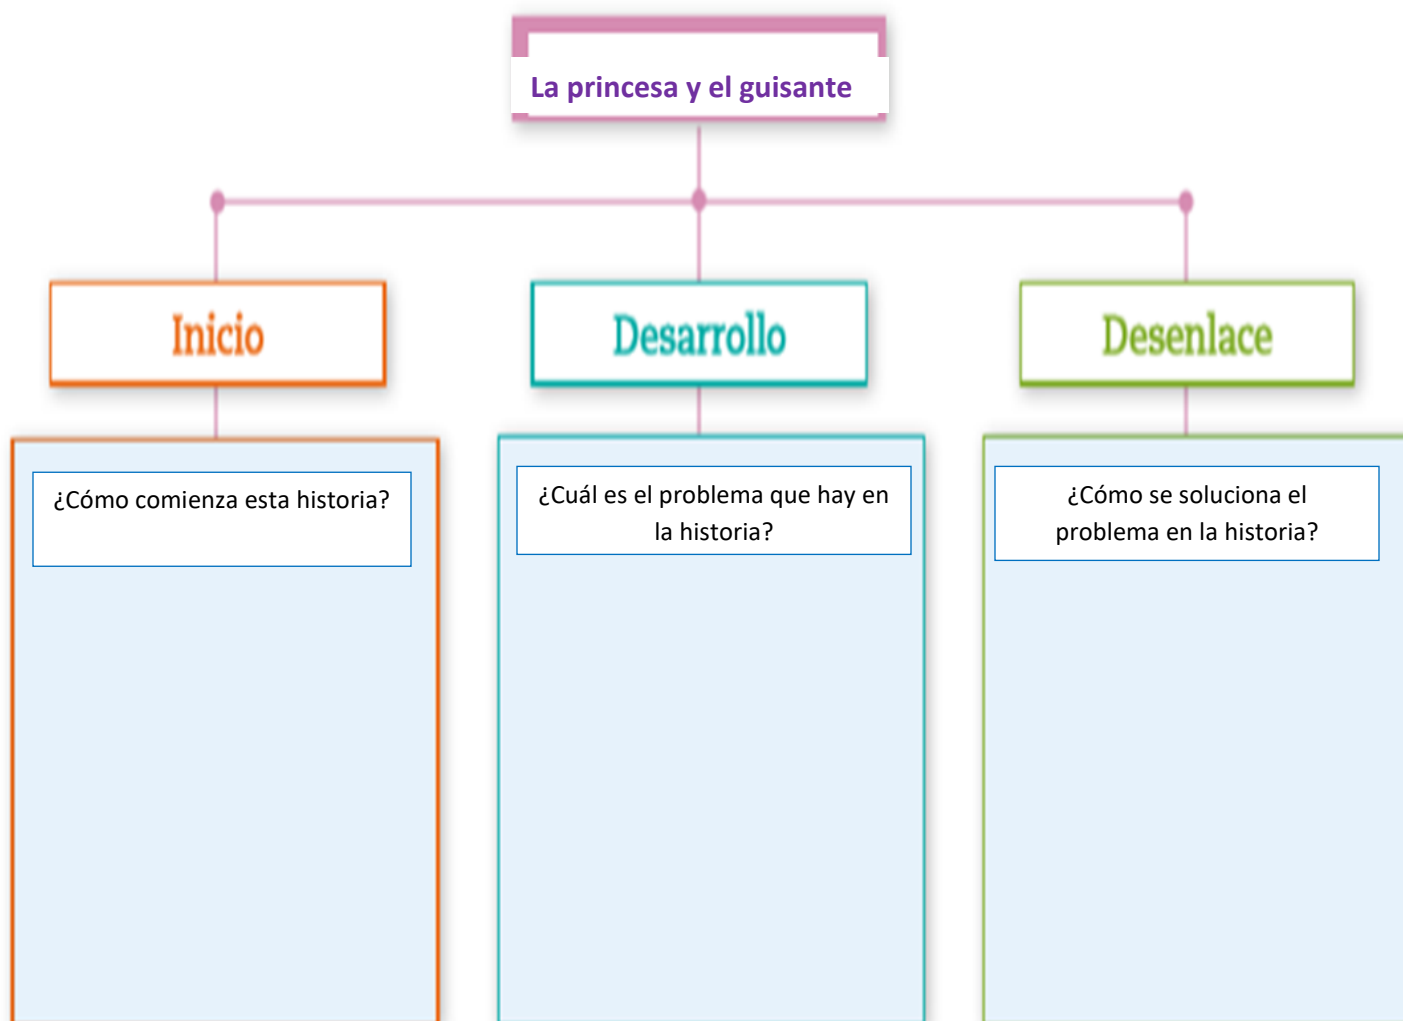 La princesa y el guisante
Inicio
Desarrollo
Desenlace
¿Cómo comienza esta historia?
¿Cuál es el problema que hay en
la historia?
¿Cómo se soluciona el
problema en la historia?